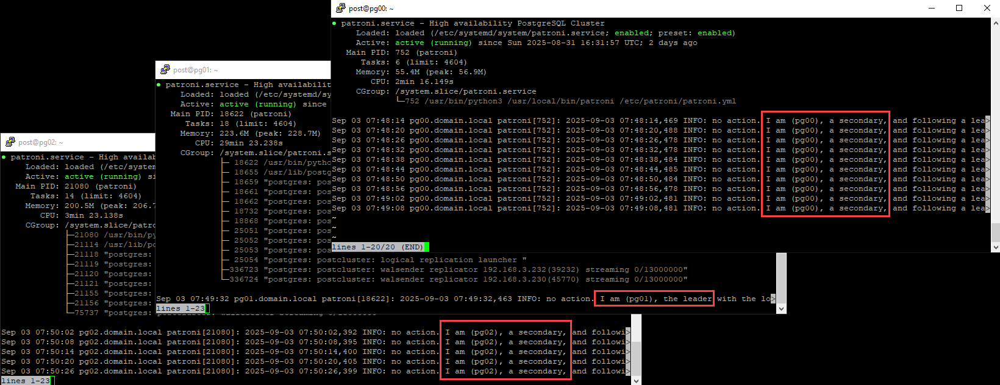 post@pg00: ~
● patroni.service - High availability PostgreSQL Cluster
Loaded: loaded (/etc/systemd/system/patroni.service; enabled; preset: enabled)
Active: active (running) since Sun 2025-08-31 16:31:57 UTC; 2 days ago
Main PID: 752 (patroni)
Tasks: 6 (limit: 4604)
Memory: 55.4M (peak: 56.9M)
CPU: 2min 16.149s
CGroup: /system.slice/patroni.service
└─752 /usr/bin/python3 /usr/local/bin/patroni /etc/patroni/patroni.yml
Sep 03 07:48:14 pg00.domain.local patroni[752]: 2025-09-03 07:48:14,469 INFO: no action. I am (pg00), a secondary, and following a lea>
Sep 03 07:48:20 pg00.domain.local patroni[752]: 2025-09-03 07:48:20,488 INFO: no action. I am (pg00), a secondary, and following a lea>
Sep 03 07:48:26 pg00.domain.local patroni[752]: 2025-09-03 07:48:26,478 INFO: no action. I am (pg00), a secondary, and following a lea>
Sep 03 07:48:32 pg00.domain.local patroni[752]: 2025-09-03 07:48:32,478 INFO: no action. I am (pg00), a secondary, and following a lea>
Sep 03 07:48:38 pg00.domain.local patroni[752]: 2025-09-03 07:48:38,484 INFO: no action. I am (pg00), a secondary, and following a lea>
Sep 03 07:48:44 pg00.domain.local patroni[752]: 2025-09-03 07:48:44,485 INFO: no action. I am (pg00), a secondary, and following a lea>
Sep 03 07:48:50 pg00.domain.local patroni[752]: 2025-09-03 07:48:50,484 INFO: no action. I am (pg00), a secondary, and following a lea>
Sep 03 07:48:56 pg00.domain.local patroni[752]: 2025-09-03 07:48:56,478 INFO: no action. I am (pg00), a secondary, and following a lea>
Sep 03 07:49:02 pg00.domain.local patroni[752]: 2025-09-03 07:49:02,481 INFO: no action. I am (pg00), a secondary, and following a lea>
Sep 03 07:49:08 pg00.domain.local patroni[752]: 2025-09-03 07:49:08,481 INFO: no action. I am (pg00), a secondary, and following a lea>
~
~
~
lines 1-20/20 (END)
post@pg01: ~
● patroni.service - High availabilit
Loaded: loaded (/etc/systemd/sy
Active: active (running) since
Main PID: 18622 (patroni)
Tasks: 18 (limit: 4604)
Memory: 223.6M (peak: 228.7M)
CPU: 29min 23.238s
CGroup: /system.slice/patroni.s
├─ 18622 /usr/bin/pytho
├─ 18655 /usr/lib/postg
├─ 18659 "postgres: pos
├─ 18661 "postgres: pos
├─ 18662 "postgres: pos
├─ 18732 "postgres: pos
├─ 18868 "postgres: pos
├─ 25051 "postgres: pos
├─ 25052 "postgres: pos
├─ 25053 "postgres: pos
├─ 25054 "postgres: postcluster: logical replication launcher "
├─336723 "postgres: postcluster: walsender replicator 192.168.3.232(39232) streaming 0/13000000"
└─336724 "postgres: postcluster: walsender replicator 192.168.3.230(45770) streaming 0/13000000"
Sep 03 07:49:32 pg01.domain.local patroni[18622]: 2025-09-03 07:49:32,463 INFO: no action. I am (pg01), the leader with the lo>
lines 1-23
post@pg02: ~
● patroni.service - High availab
Loaded: loaded (/etc/system
Active: active (running) si
Main PID: 21080 (patroni)
Tasks: 14 (limit: 4604)
Memory: 200.5M (peak: 206.7
CPU: 3min 23.138s
CGroup: /system.slice/patro
├─21080 /usr/bin/py
├─21114 /usr/lib/po
├─21118 "postgres:
├─21119 "postgres:
├─21120 "postgres:
├─21121 "postgres:
├─21155 "postgres:
├─21156 "postgres:
└─75737 "postgres: postcluster: walreceiver streaming 0/13000000"
Sep 03 07:50:02 pg02.domain.local patroni[21080]: 2025-09-03 07:50:02,392 INFO: no action. I am (pg02), a secondary, and followi>
Sep 03 07:50:08 pg02.domain.local patroni[21080]: 2025-09-03 07:50:08,395 INFO: no action. I am (pg02), a secondary, and followi>
Sep 03 07:50:14 pg02.domain.local patroni[21080]: 2025-09-03 07:50:14,400 INFO: no action. I am (pg02), a secondary, and followi>
Sep 03 07:50:20 pg02.domain.local patroni[21080]: 2025-09-03 07:50:20,405 INFO: no action. I am (pg02), a secondary, and followi>
Sep 03 07:50:26 pg02.domain.local patroni[21080]: 2025-09-03 07:50:26,399 INFO: no action. I am (pg02), a secondary, and followi>
lines 1-23